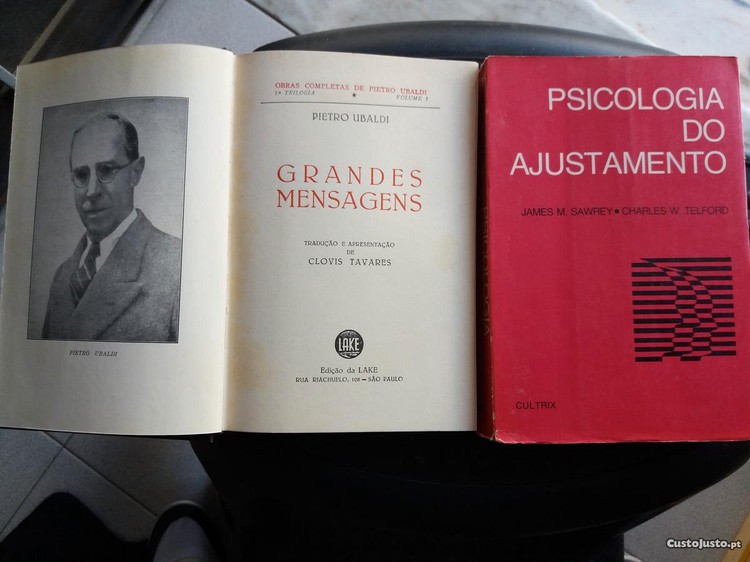 PIETRO UBALDI
OBRAS COMPLETAS DE PIETRO UBALDI
1ª TRILOGIA * VOLUME I
PIETRO UBALDI
GRANDES
MENSAGENS
TRADUÇÃO E APRESENTAÇÃO
DE
CLOVIS TAVARES
LAKE
Edição da LAKE
RUA RIACHUELO, 108 — SÃO PAULO
PSICOLOGIA
DO
AJUSTAMENTO
JAMES M. SAWREY • CHARLES W. TELFORD
CULTRIX
CustoJusto.pt